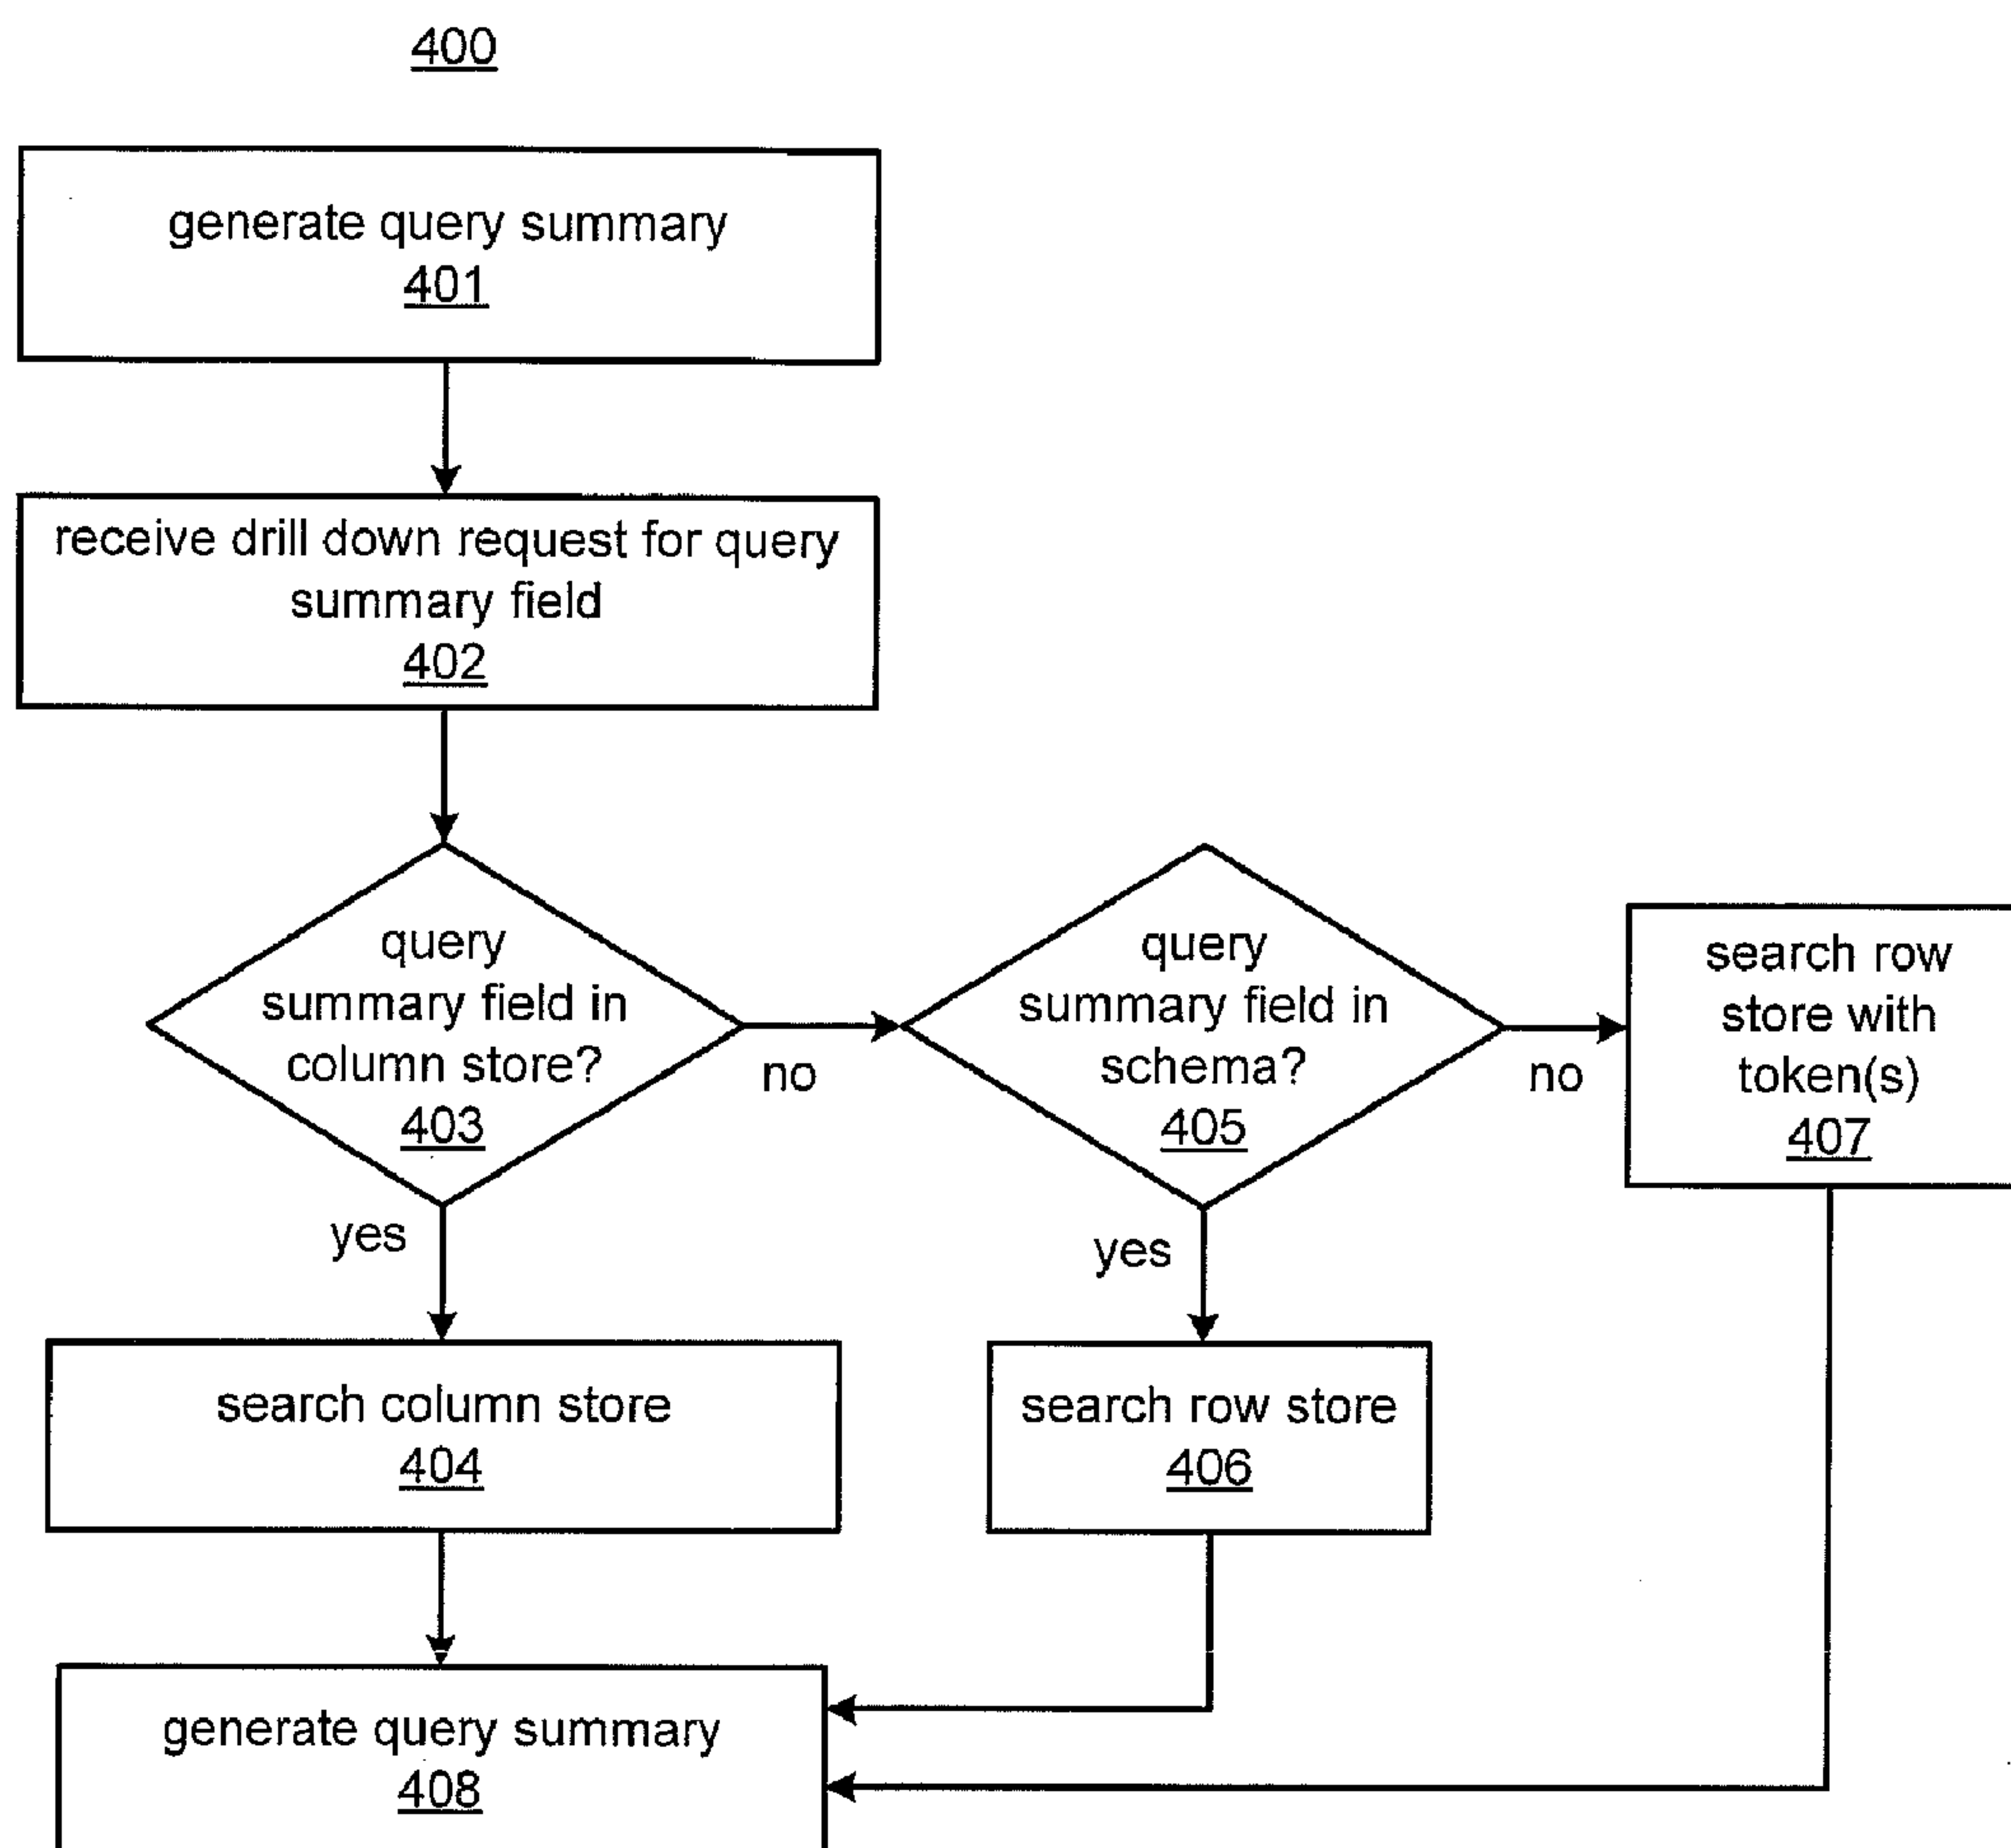 400
generate query summary
401
receive drill down request for query
summary field
402
query
summary field in
column store?
403
no
query
summary field in
schema?
405
no
search row
store with
token(s)
407
yes
yes
search column store
404
search row store
406
generate query summary
408